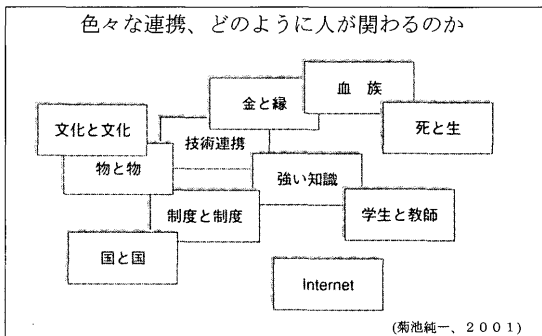 色々な連携、どのように人が関わるのか
血 族
金と縁
文化と文化
死と生
技術連携
物と物
強い知識
制度と制度
学生と教師
国と国
Internet
(菊池純一、２００１)